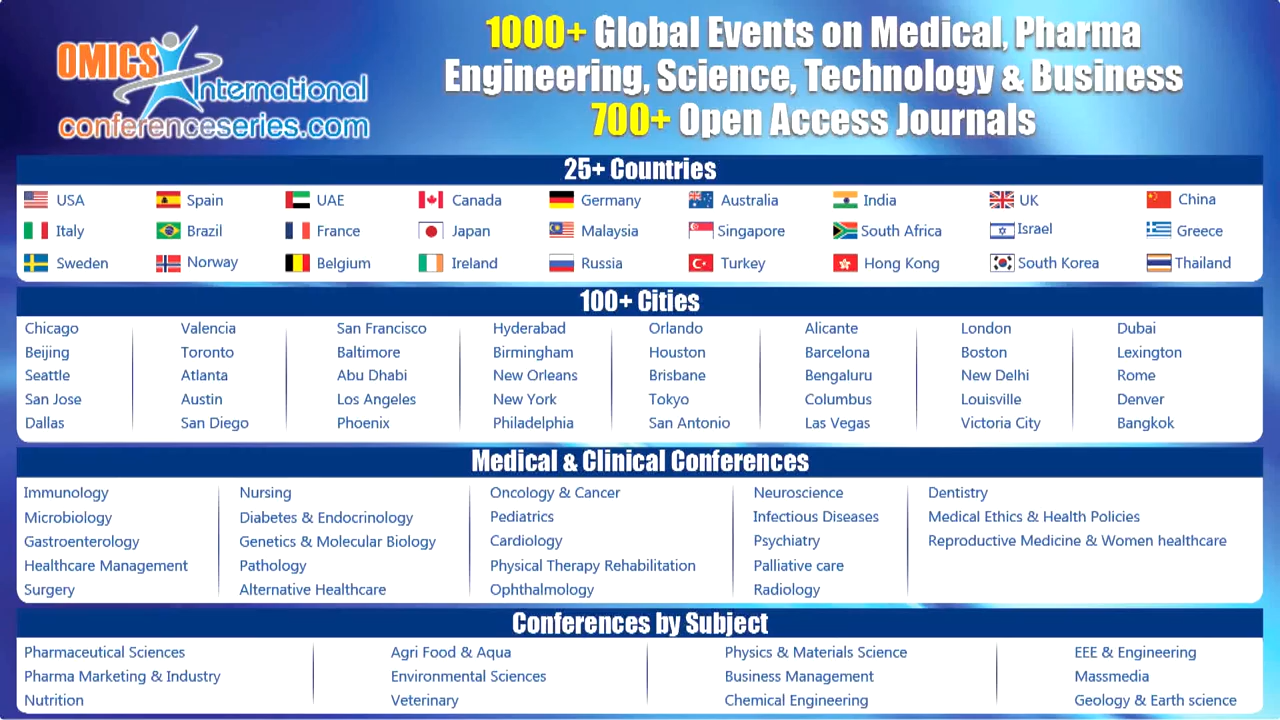 OMICS
International
conferenceseries.com
1000+ Global Events on Medical, Pharma
Engineering, Science, Technology & Business
700+ Open Access Journals
25+ Countries
USA Spain UAE Canada Germany Australia India UK China
Italy Brazil France Japan Malaysia Singapore South Africa Israel Greece
Sweden Norway Belgium Ireland Russia Turkey Hong Kong South Korea Thailand
100+ Cities
Chicago Valencia San Francisco Hyderabad Orlando Alicante London Dubai
Beijing Toronto Baltimore Birmingham Houston Barcelona Boston Lexington
Seattle Atlanta Abu Dhabi New Orleans Brisbane Bengaluru New Delhi Rome
San Jose Austin Los Angeles New York Tokyo Columbus Louisville Denver
Dallas San Diego Phoenix Philadelphia San Antonio Las Vegas Victoria City Bangkok
Medical & Clinical Conferences
Immunology Nursing Oncology & Cancer Neuroscience Dentistry
Microbiology Diabetes & Endocrinology Pediatrics Infectious Diseases Medical Ethics & Health Policies
Gastroenterology Genetics & Molecular Biology Cardiology Psychiatry Reproductive Medicine & Women healthcare
Healthcare Management Pathology Physical Therapy Rehabilitation Palliative care
Surgery Alternative Healthcare Ophthalmology Radiology
Conferences by Subject
Pharmaceutical Sciences Agri Food & Aqua Physics & Materials Science EEE & Engineering
Pharma Marketing & Industry Environmental Sciences Business Management Massmedia
Nutrition Veterinary Chemical Engineering Geology & Earth science